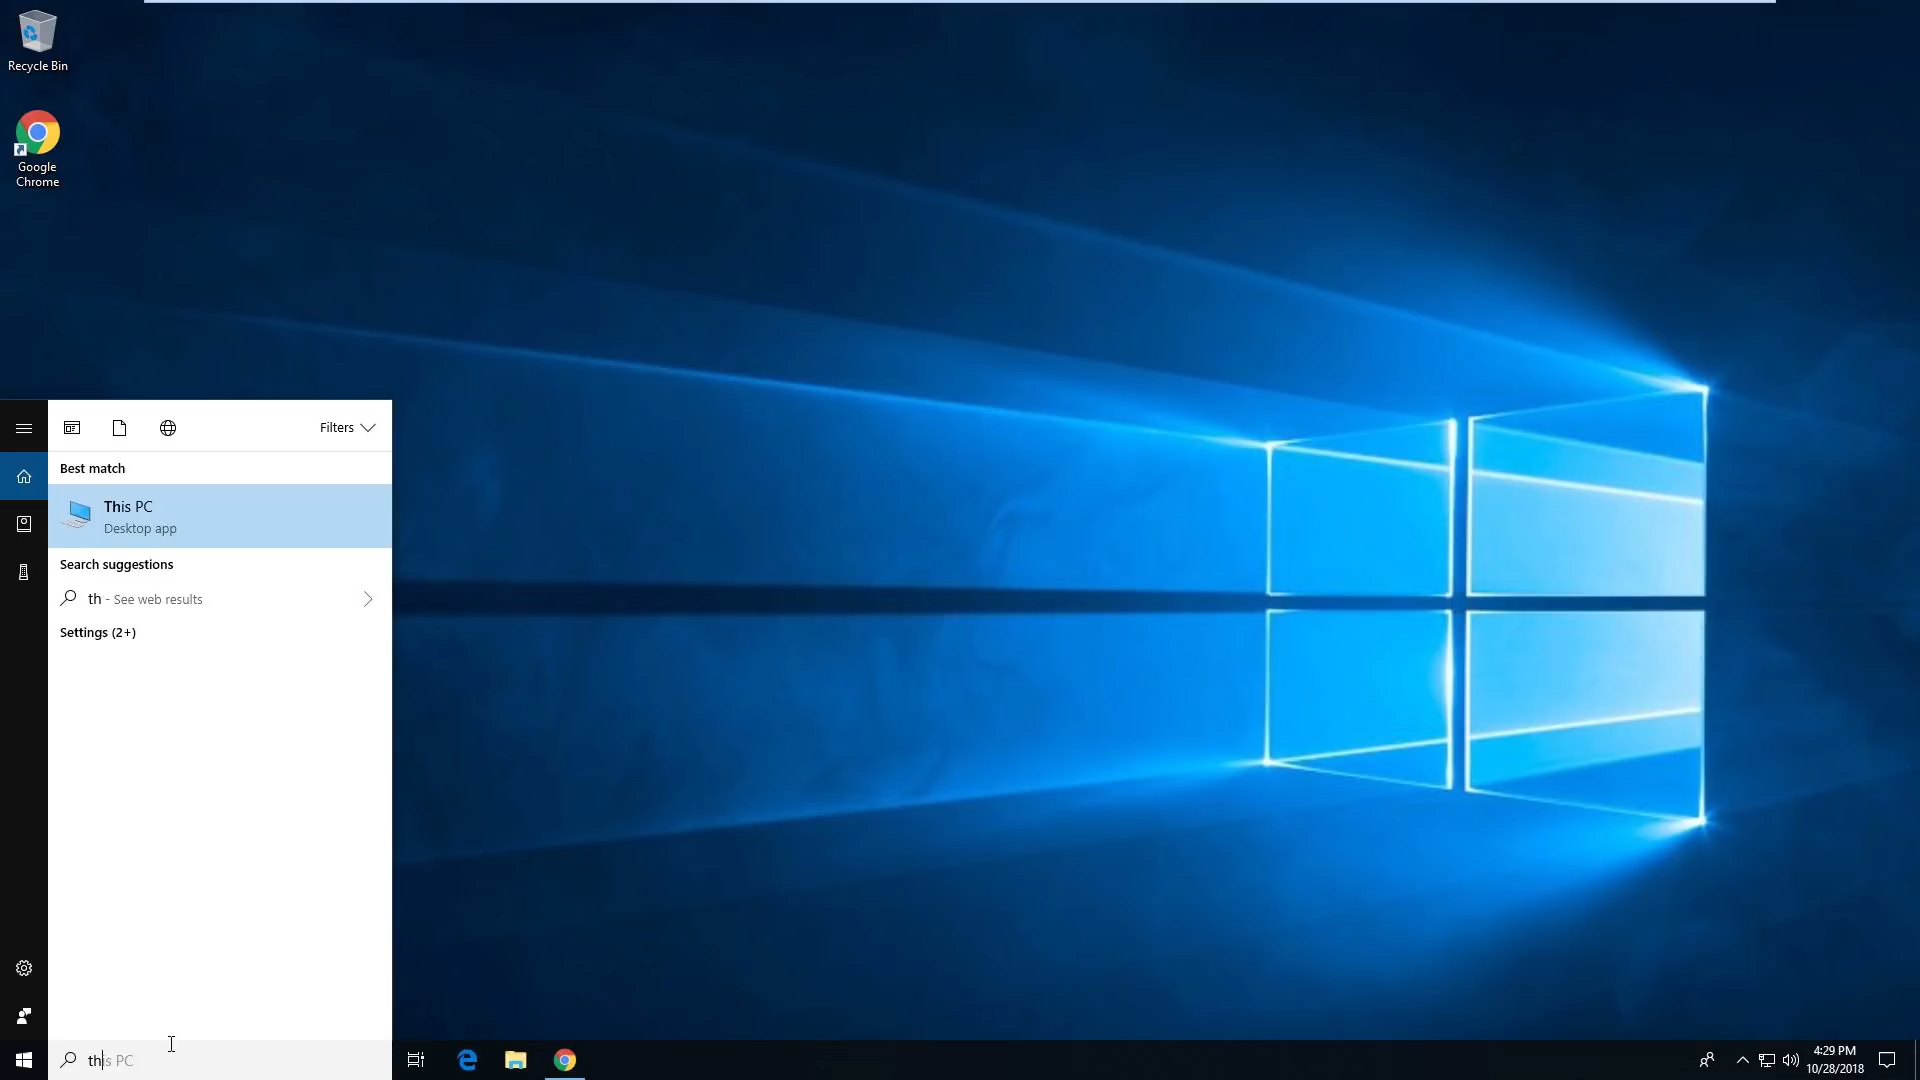 Recycle Bin
Google
Chrome
Filters
Best match
This PC
Desktop app
Search suggestions
th - See web results
Settings (2+)
this PC
4:29 PM
10/28/2018